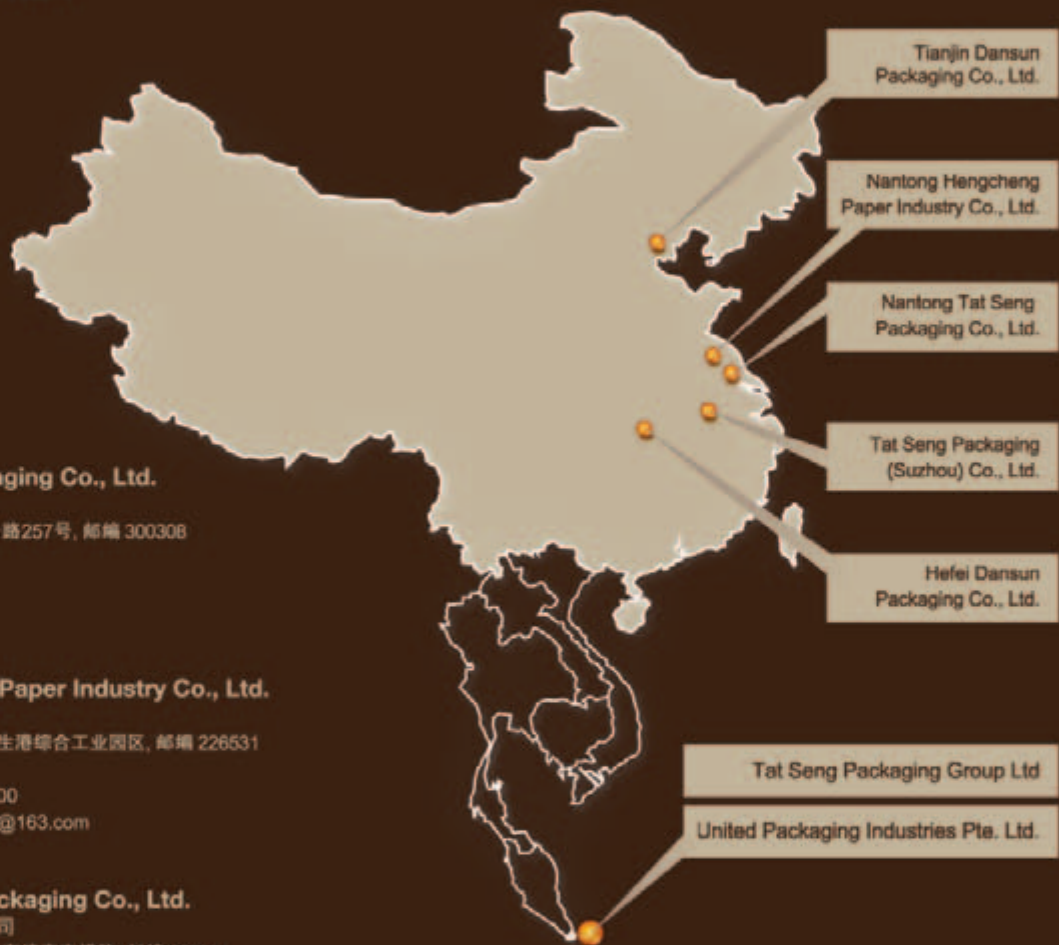 Tianjin Dansun
Packaging Co., Ltd.
Nantong Hengcheng
Paper Industry Co., Ltd.
Nantong Tat Seng
Packaging Co., Ltd.
Tat Seng Packaging
(Suzhou) Co., Ltd.
Hefei Dansun
Packaging Co., Ltd.
Tat Seng Packaging Group Ltd
United Packaging Industries Pte. Ltd.
aging Co., Ltd.
路257号, 邮编 300308
Paper Industry Co., Ltd.
生港综合工业园区, 邮编 226531
00
@163.com
ckaging Co., Ltd.
司